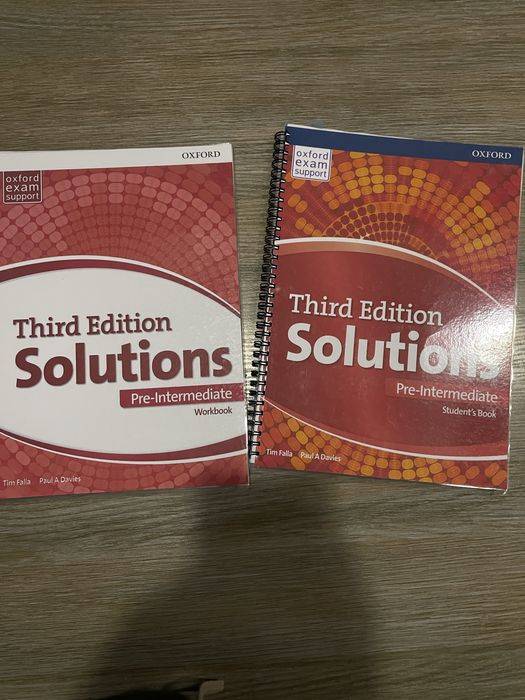 OXFORD
oxford
exam
support
Third Edition
Solutions
Pre-Intermediate
Workbook
Tim Falla Paul A Davies
OXFORD
oxford
exam
support
Third Edition
Solutions
Pre-Intermediate
Student's Book
Tim Falla Paul A Davies